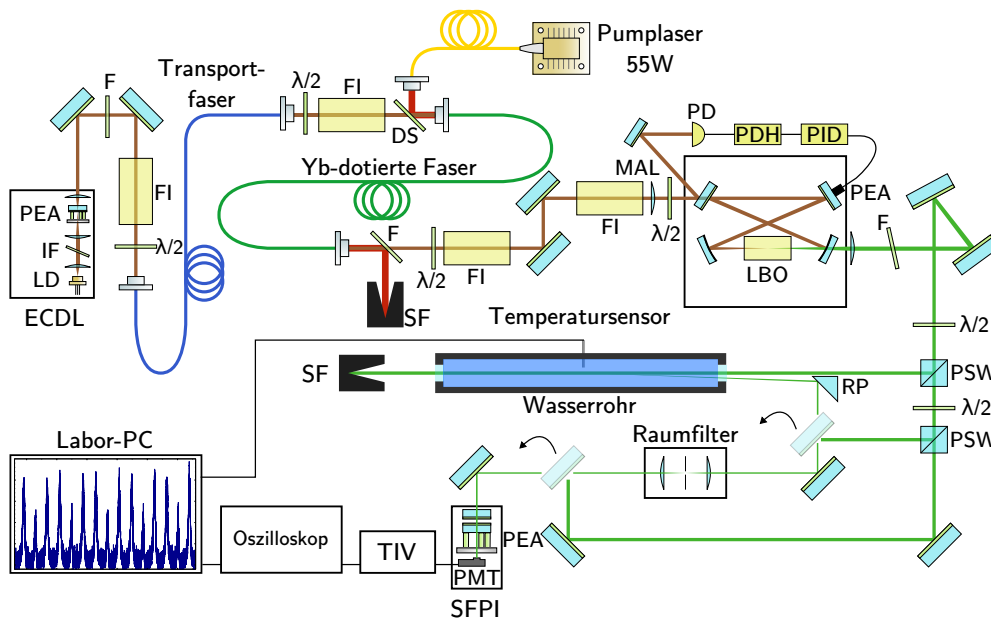 Pumplaser
55W
Transport-
faser
F
λ/2
FI
DS
PD
PDH
PID
FI
Yb-dotierte Faser
MAL
PEA
PEA
IF
LD
ECDL
λ/2
F
λ/2
FI
FI
λ/2
LBO
F
SF
Temperatursensor
λ/2
SF
PSW
RP
Wasserrohr
λ/2
PSW
Labor-PC
Raumfilter
Oszilloskop
TIV
PEA
PMT
SFPI